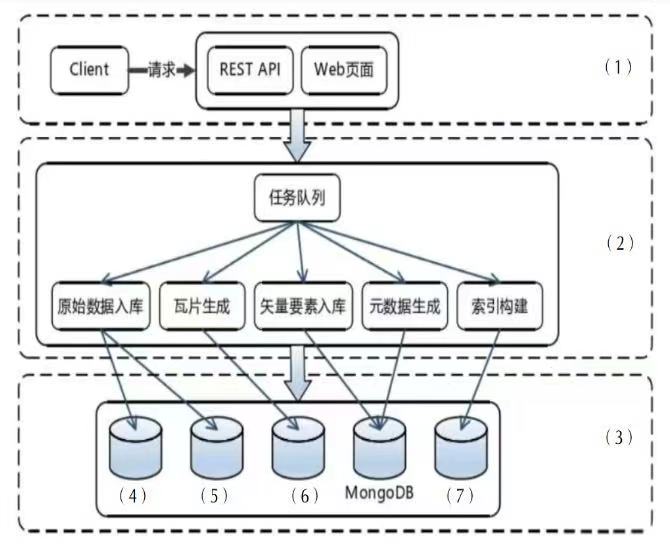 Client
请求
REST API
Web页面
（1）
任务队列
（2）
原始数据入库
瓦片生成
矢量要素入库
元数据生成
索引构建
（3）
（4）
（5）
（6）
MongoDB
（7）